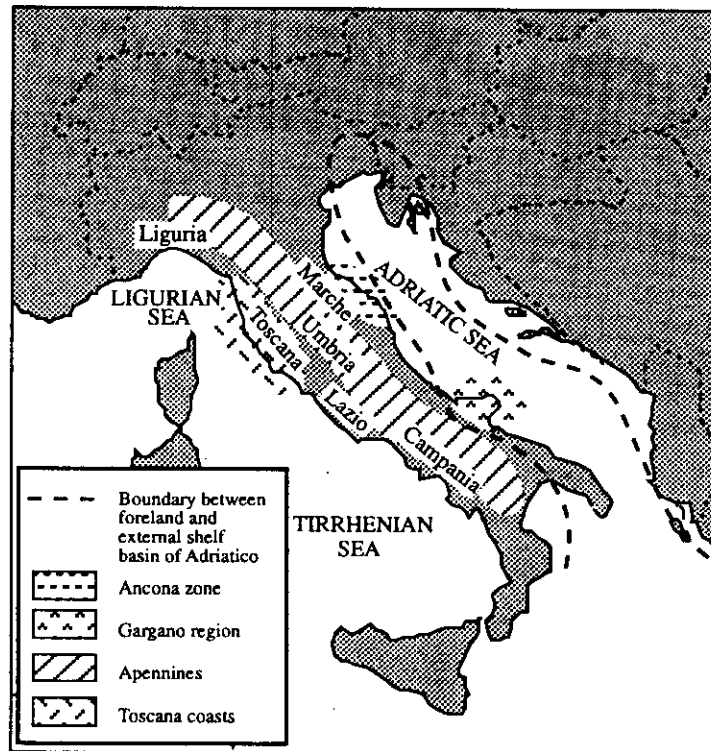 Liguria
LIGURIAN
SEA
Toscana
Marche
Umbria
ADRIATIC SEA
Lazio
Campania
TIRRHENIAN
SEA
Boundary between
foreland and
external shelf
basin of Adriatico
Ancona zone
Gargano region
Apennines
Toscana coasts